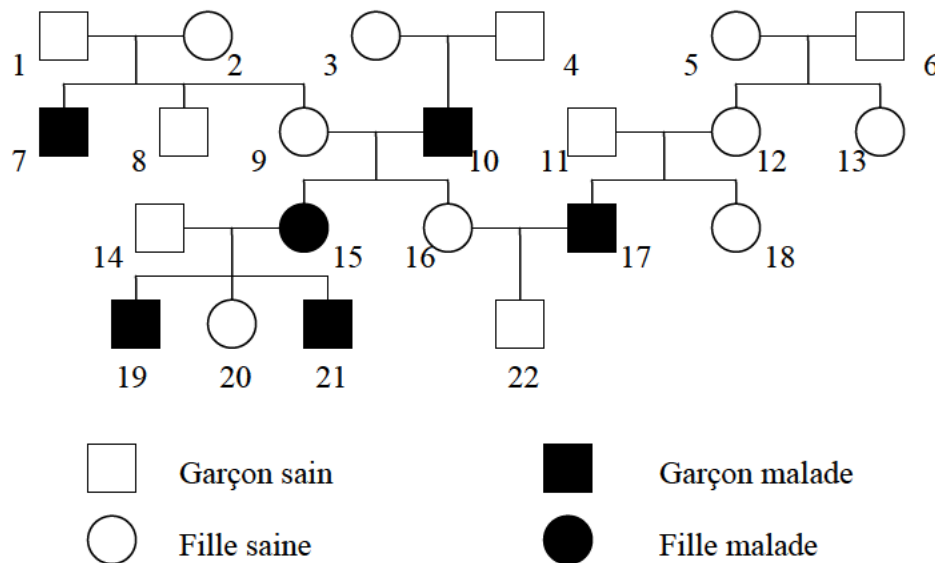 1 2 3 4 5 6
7 8 9 10 11 12 13
14 15 16 17 18
19 20 21 22
Garçon sain Garçon malade
Fille saine Fille malade